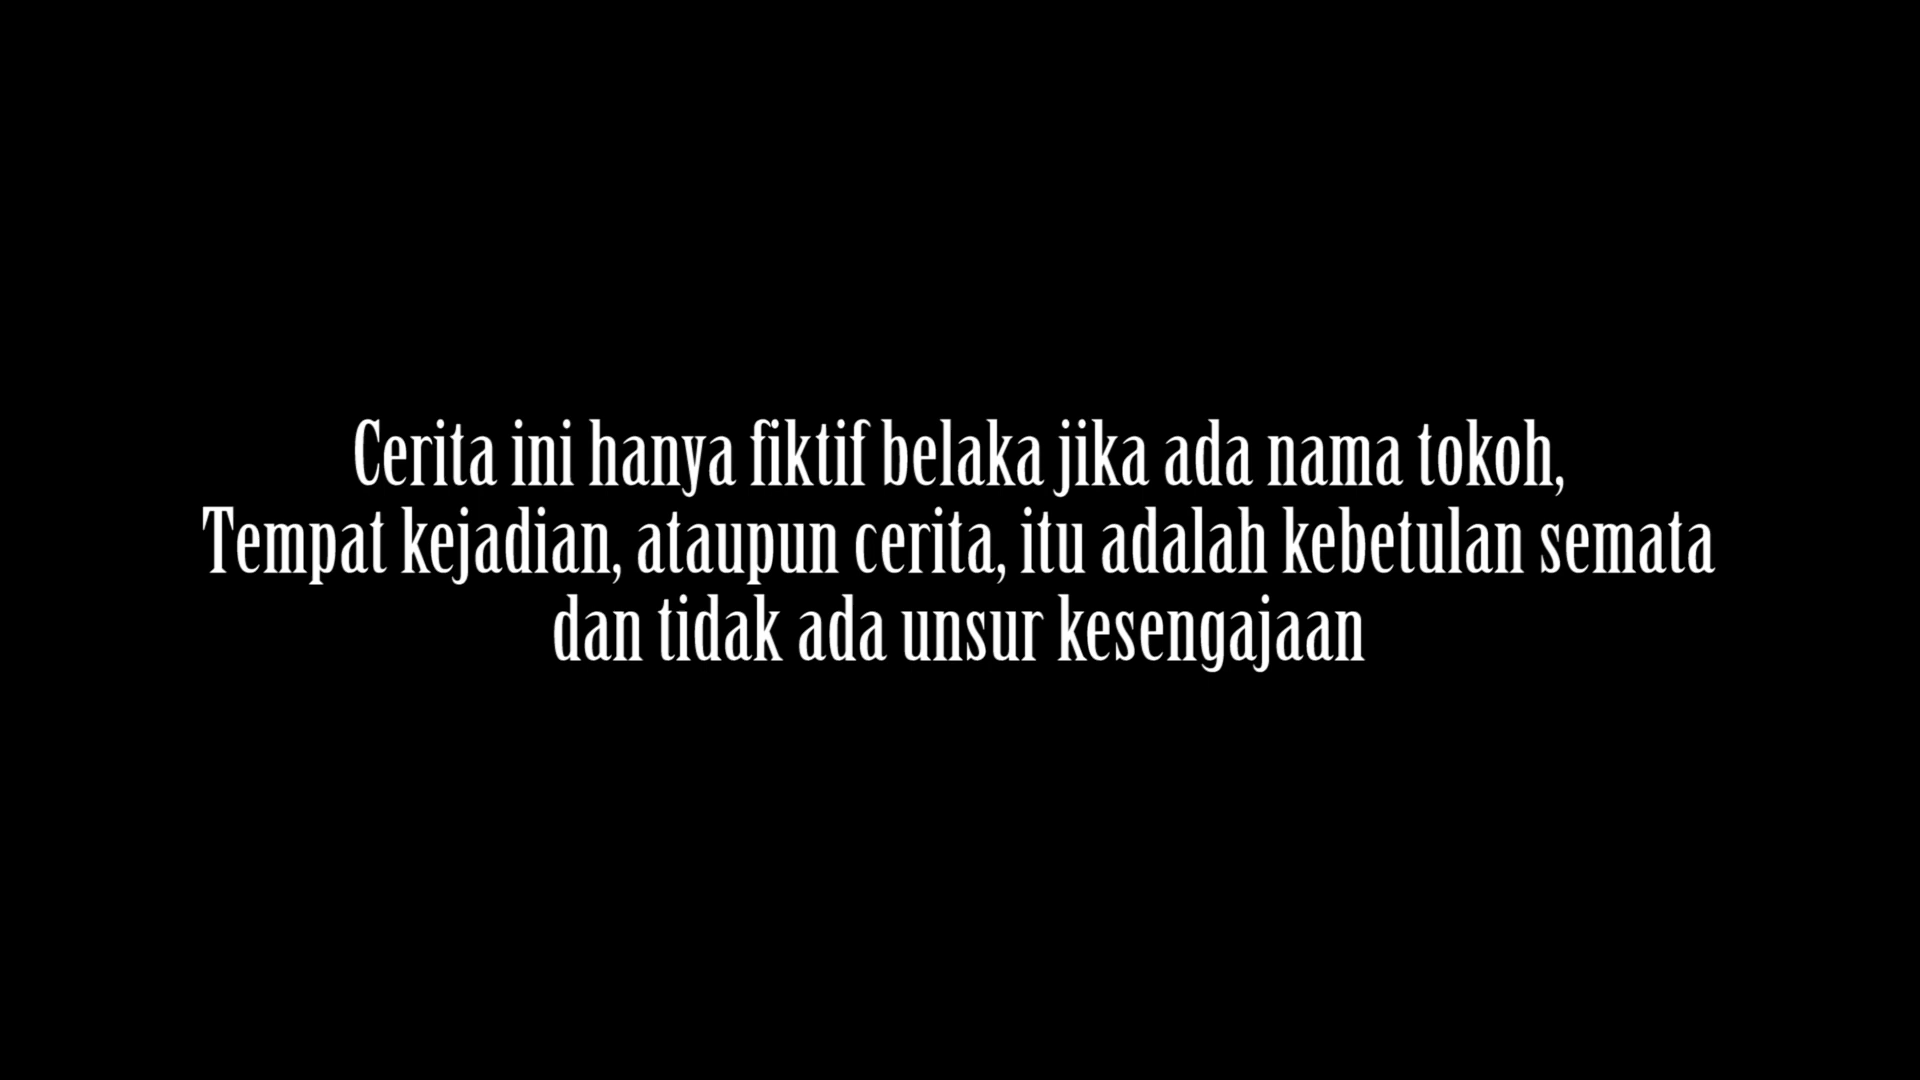 Cerita ini hanya fiktif belaka jika ada nama tokoh,
Tempat kejadian, ataupun cerita, itu adalah kebetulan semata
dan tidak ada unsur kesengajaan